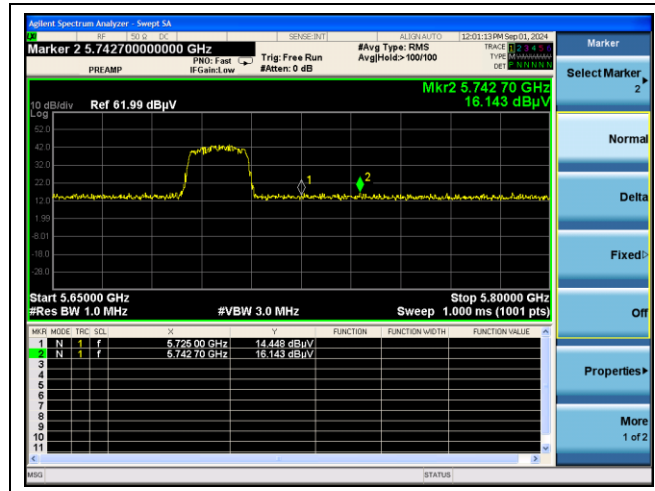 Agilent Spectrum Analyzer - Swept SA
LXI RF 50 Ω DC SENSE:INT ALIGN AUTO 12:01:13 PM Sep 01, 2024
Marker 2 5.742700000000 GHz
PREAMP
PNO: Fast
IFGain:Low
Trig: Free Run
#Atten: 0 dB
#Avg Type: RMS
Avg|Hold:>100/100
TRACE 1 2 3 4 5 6
TYPE
DET P N N N N N
Mkr2 5.742 70 GHz
16.143 dBµV
10 dB/div Ref 61.99 dBµV
Log
52.0
42.0
32.0
22.0
12.0
1.99
-8.01
-18.0
-28.0
1
2
Start 5.65000 GHz Stop 5.80000 GHz
#Res BW 1.0 MHz #VBW 3.0 MHz Sweep 1.000 ms (1001 pts)
MKR MODE TRC SCL X Y FUNCTION FUNCTION WIDTH FUNCTION VALUE
1 N 1 f 5.725 00 GHz 14.448 dBµV
2 N 1 f 5.742 70 GHz 16.143 dBµV
3
4
5
6
7
8
9
10
11
MSG STATUS
Marker
Select Marker
2
Normal
Delta
Fixed
Off
Properties
More
1 of 2